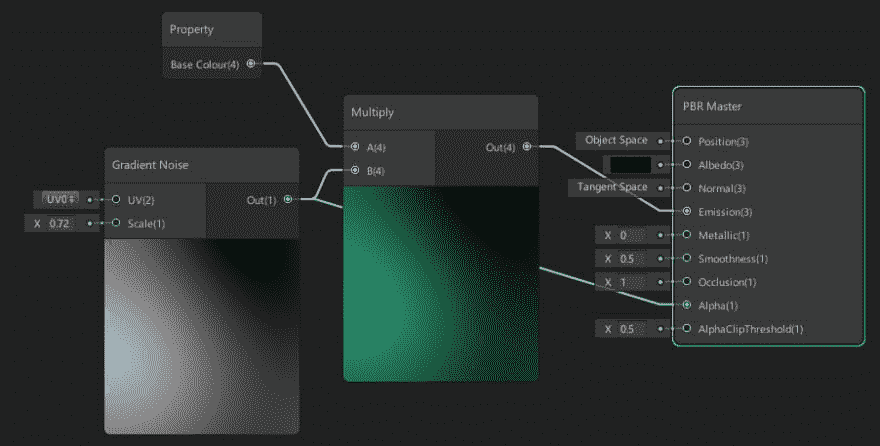 Property
Base Colour(4)
Multiply
A(4)
Out(4)
B(4)
Gradient Noise
UV0
UV(2)
Out(1)
X 0.72
Scale(1)
PBR Master
Object Space
Position(3)
Albedo(3)
Tangent Space
Normal(3)
Emission(3)
X 0
Metallic(1)
X 0.5
Smoothness(1)
X 1
Occlusion(1)
Alpha(1)
X 0.5
AlphaClipThreshold(1)